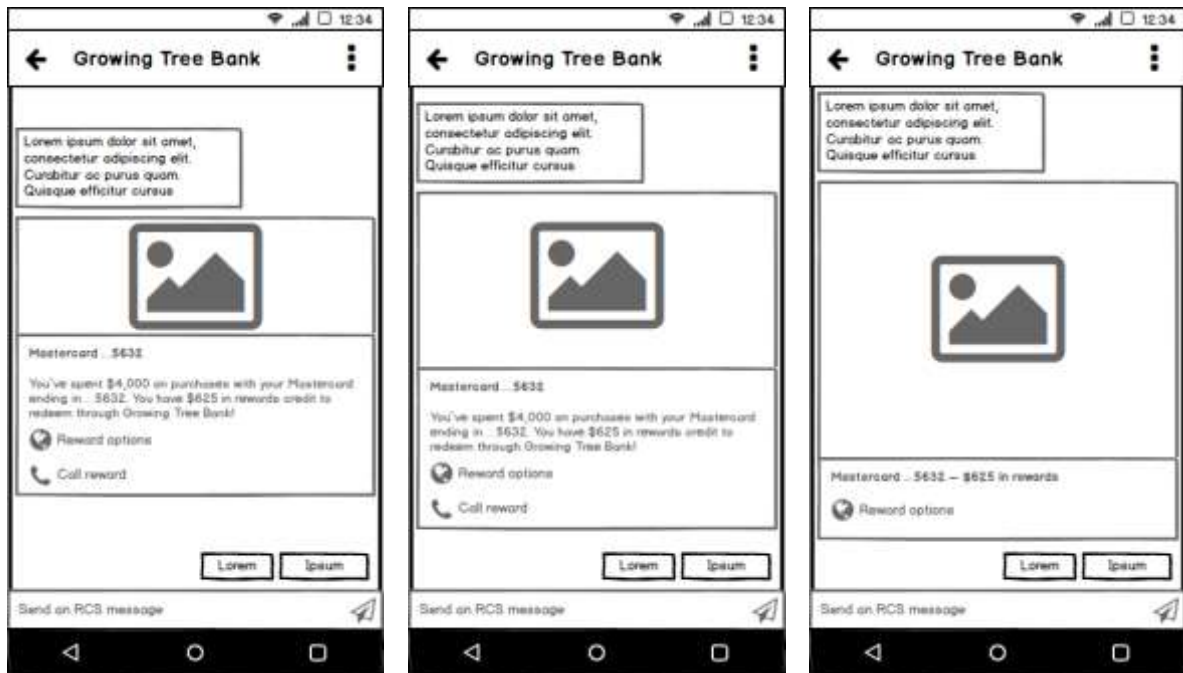 12:34
Growing Tree Bank
Lorem ipsum dolor sit amet,
consectetur adipiscing elit.
Curabitur ac purus quam.
Quisque efficitur cursus
Mastercard ...5632
You've spent $4,000 on purchases with your Mastercard
ending in ...5632. You have $625 in rewards credit to
redeem through Growing Tree Bank!
Reward options
Call reward
Lorem
Ipsum
Send an RCS message
12:34
Growing Tree Bank
Lorem ipsum dolor sit amet,
consectetur adipiscing elit.
Curabitur ac purus quam.
Quisque efficitur cursus
Mastercard ...5632
You've spent $4,000 on purchases with your Mastercard
ending in ...5632. You have $625 in rewards credit to
redeem through Growing Tree Bank!
Reward options
Call reward
Lorem
Ipsum
Send an RCS message
12:34
Growing Tree Bank
Lorem ipsum dolor sit amet,
consectetur adipiscing elit.
Curabitur ac purus quam.
Quisque efficitur cursus
Mastercard ...5632 – $625 in rewards
Reward options
Lorem
Ipsum
Send an RCS message